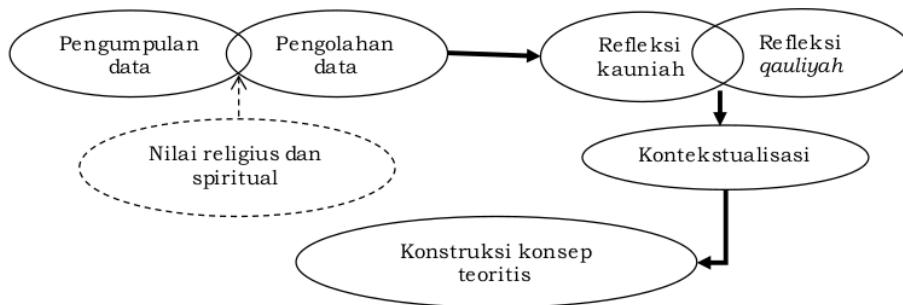 Pengumpulan
data
Pengolahan
data
Refleksi
kauniah
Refleksi
qauliyah
Nilai religius dan
spiritual
Kontekstualisasi
Konstruksi konsep
teoritis